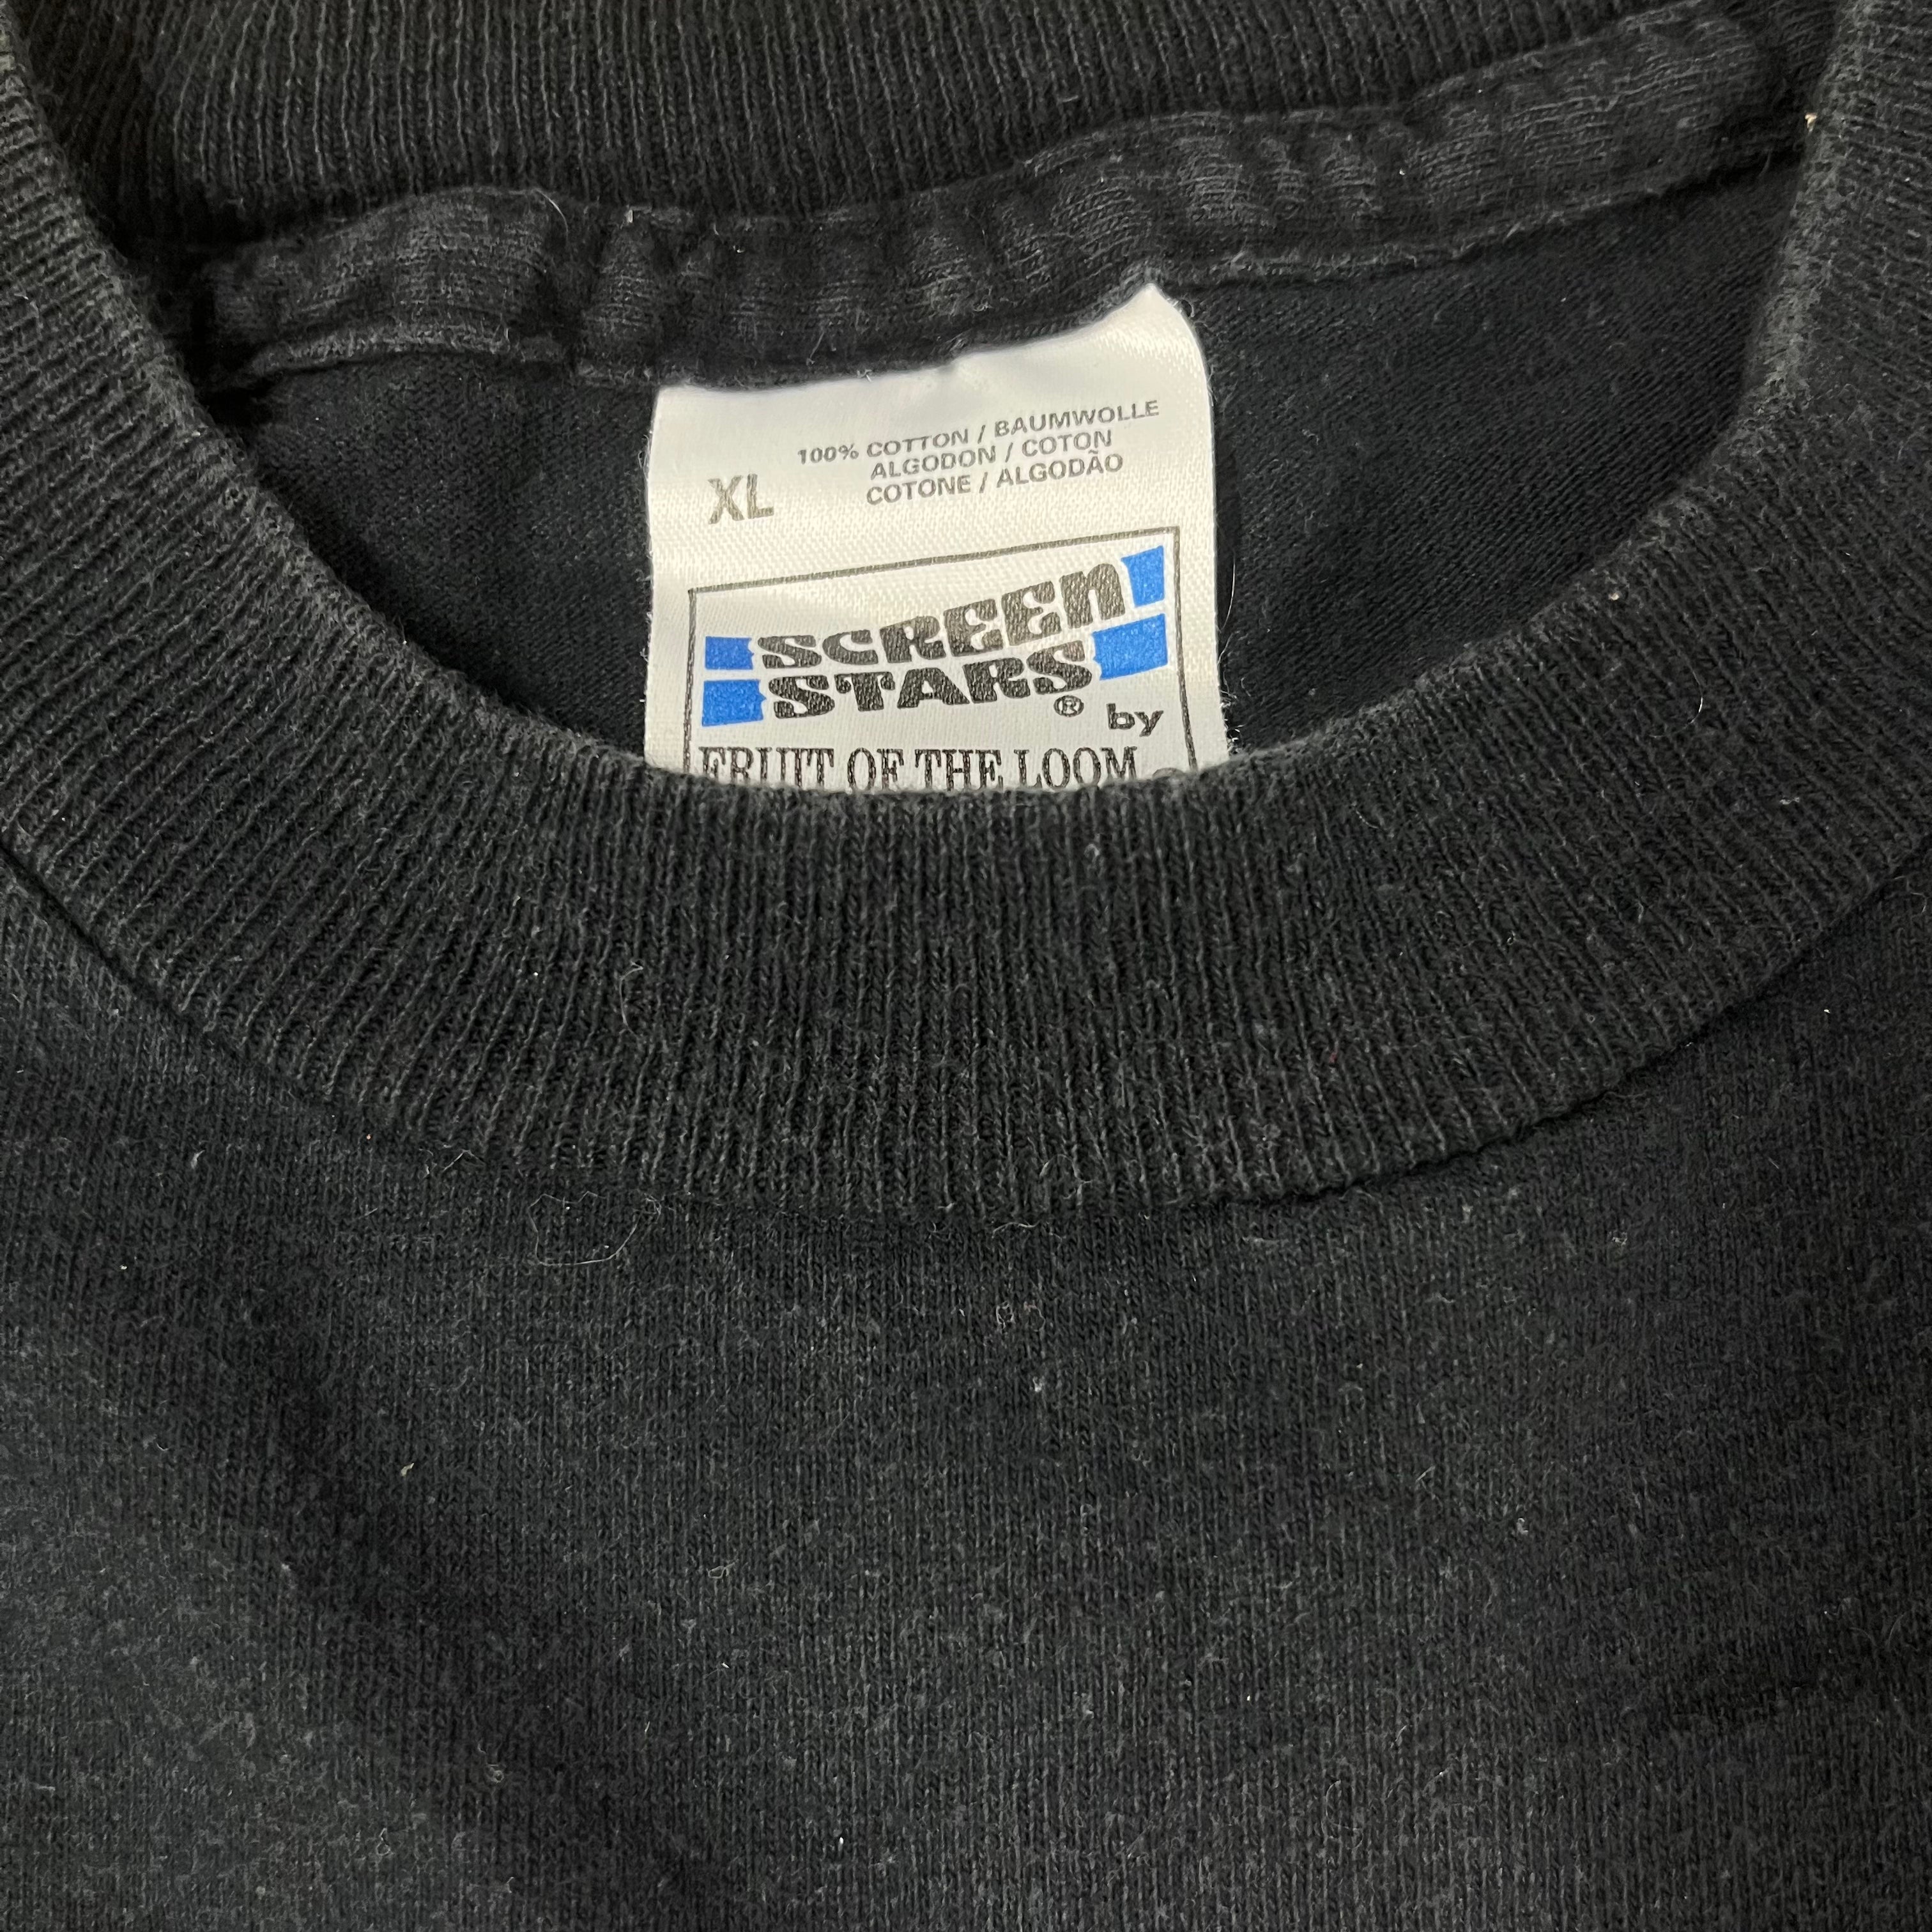 100% COTTON / BAUMWOLLE
ALGODON / COTON
COTONE / ALGODÃO
XL
SCREEN
STARS® by
FRUIT OF THE LOOM